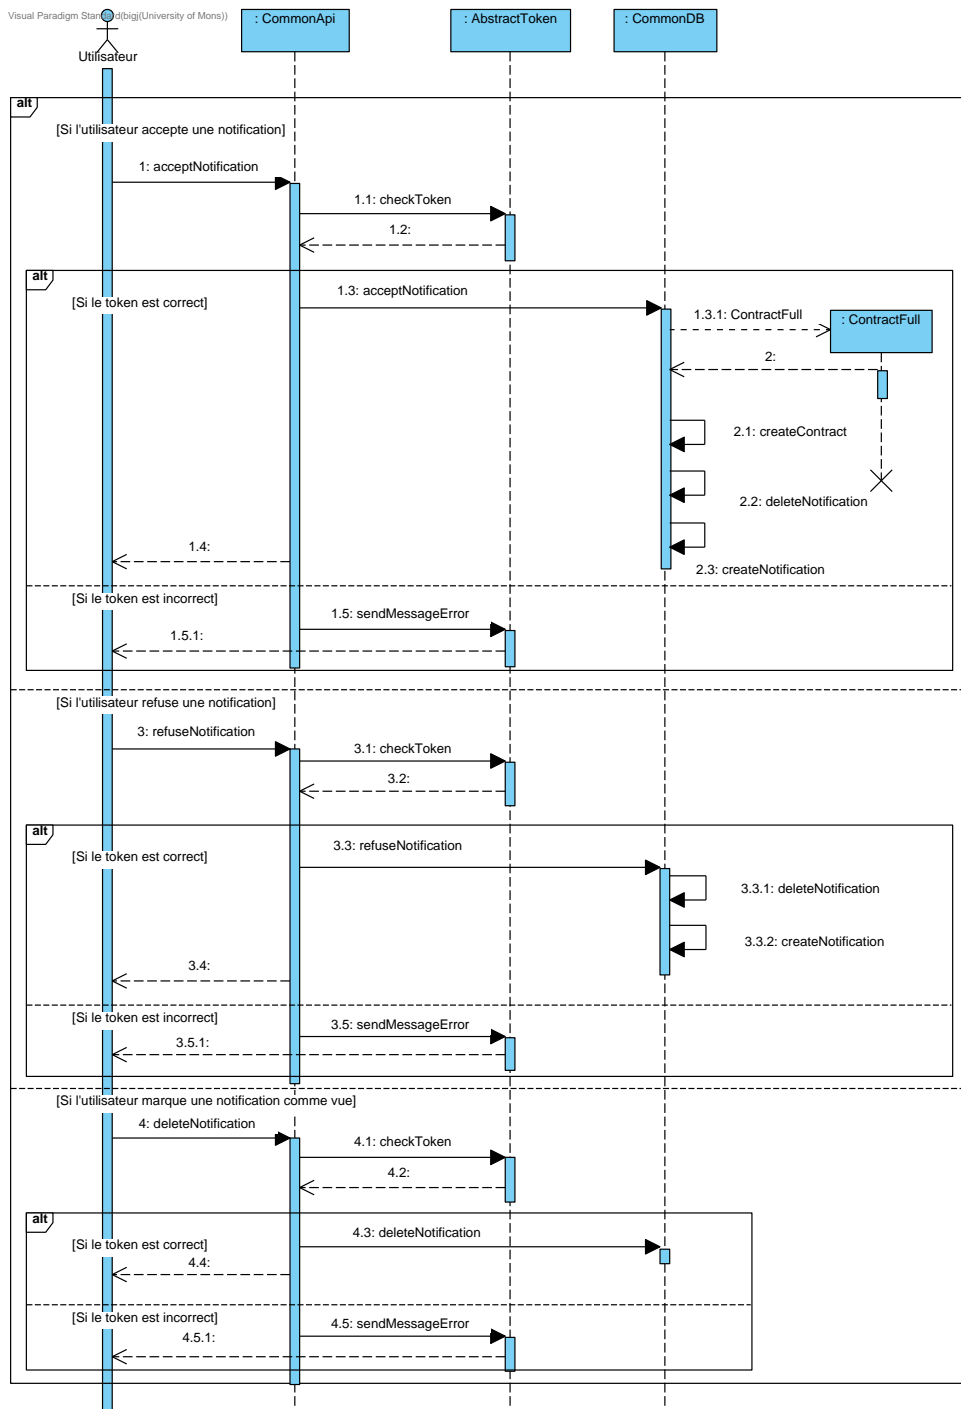 Visual Paradigm Standard(bigj(University of Mons))
Utilisateur
: CommonApi
: AbstractToken
: CommonDB
alt
[Si l'utilisateur accepte une notification]
1: acceptNotification
1.1: checkToken
1.2:
alt
[Si le token est correct]
1.3: acceptNotification
1.3.1: ContractFull
: ContractFull
2:
2.1: createContract
2.2: deleteNotification
2.3: createNotification
1.4:
[Si le token est incorrect]
1.5: sendMessageError
1.5.1:
[Si l'utilisateur refuse une notification]
3: refuseNotification
3.1: checkToken
3.2:
alt
[Si le token est correct]
3.3: refuseNotification
3.3.1: deleteNotification
3.3.2: createNotification
3.4:
[Si le token est incorrect]
3.5: sendMessageError
3.5.1:
[Si l'utilisateur marque une notification comme vue]
4: deleteNotification
4.1: checkToken
4.2:
alt
[Si le token est correct]
4.3: deleteNotification
4.4:
[Si le token est incorrect]
4.5: sendMessageError
4.5.1: